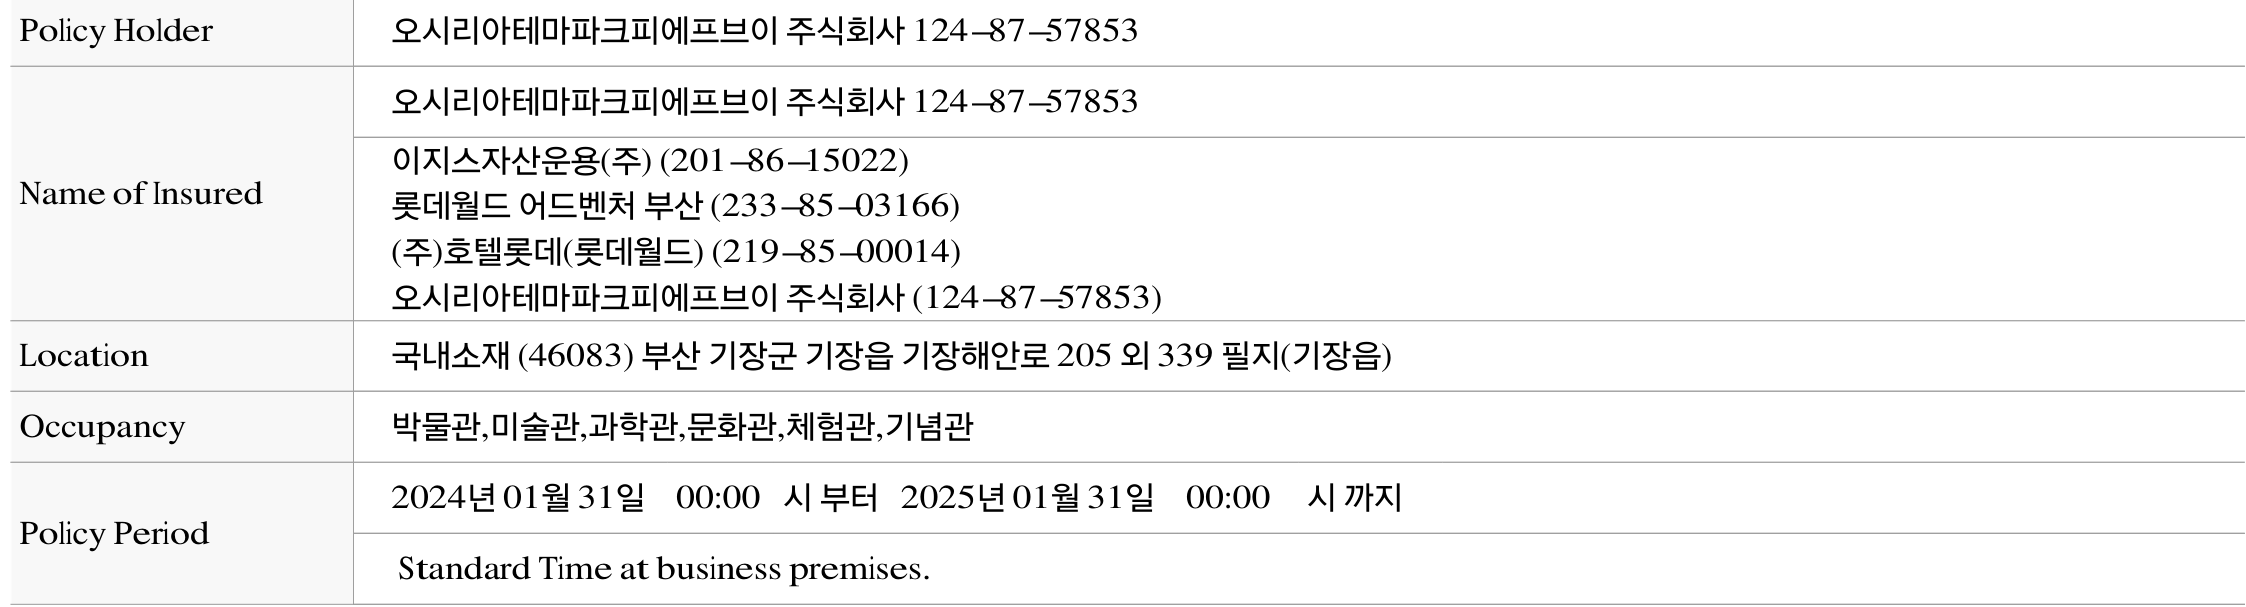 Policy Holder 오시리아테마파크피에프브이 주식회사 124-87-57853
오시리아테마파크피에프브이 주식회사 124-87-57853
Name of Insured
이지스자산운용(주) (201-86-15022)
롯데월드 어드벤처 부산 (233-85-03166)
(주)호텔롯데(롯데월드) (219-85-00014)
오시리아테마파크피에프브이 주식회사 (124-87-57853)
Location 국내소재 (46083) 부산 기장군 기장읍 기장해안로 205 외 339 필지(기장읍)
Occupancy 박물관,미술관,과학관,문화관,체험관,기념관
Policy Period
2024년 01월 31일 00:00 시 부터 2025년 01월 31일 00:00 시 까지
Standard Time at business premises.